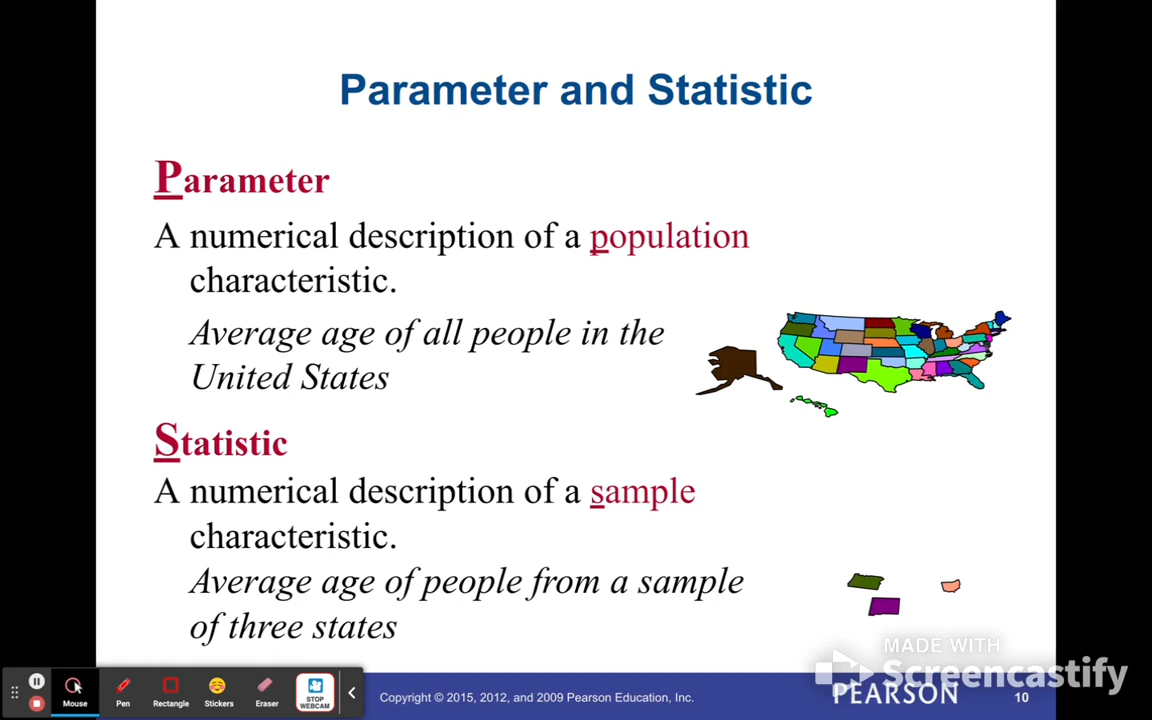 Parameter and Statistic
Parameter
A numerical description of a population
characteristic.
Average age of all people in the
United States
Statistic
A numerical description of a sample
characteristic.
Average age of people from a sample
of three states
MADE WITH
Screencastify
Mouse
Pen
Rectangle
Stickers
Eraser
STOP
WEBCAM
Copyright © 2015, 2012, and 2009 Pearson Education, Inc.
PEARSON
10